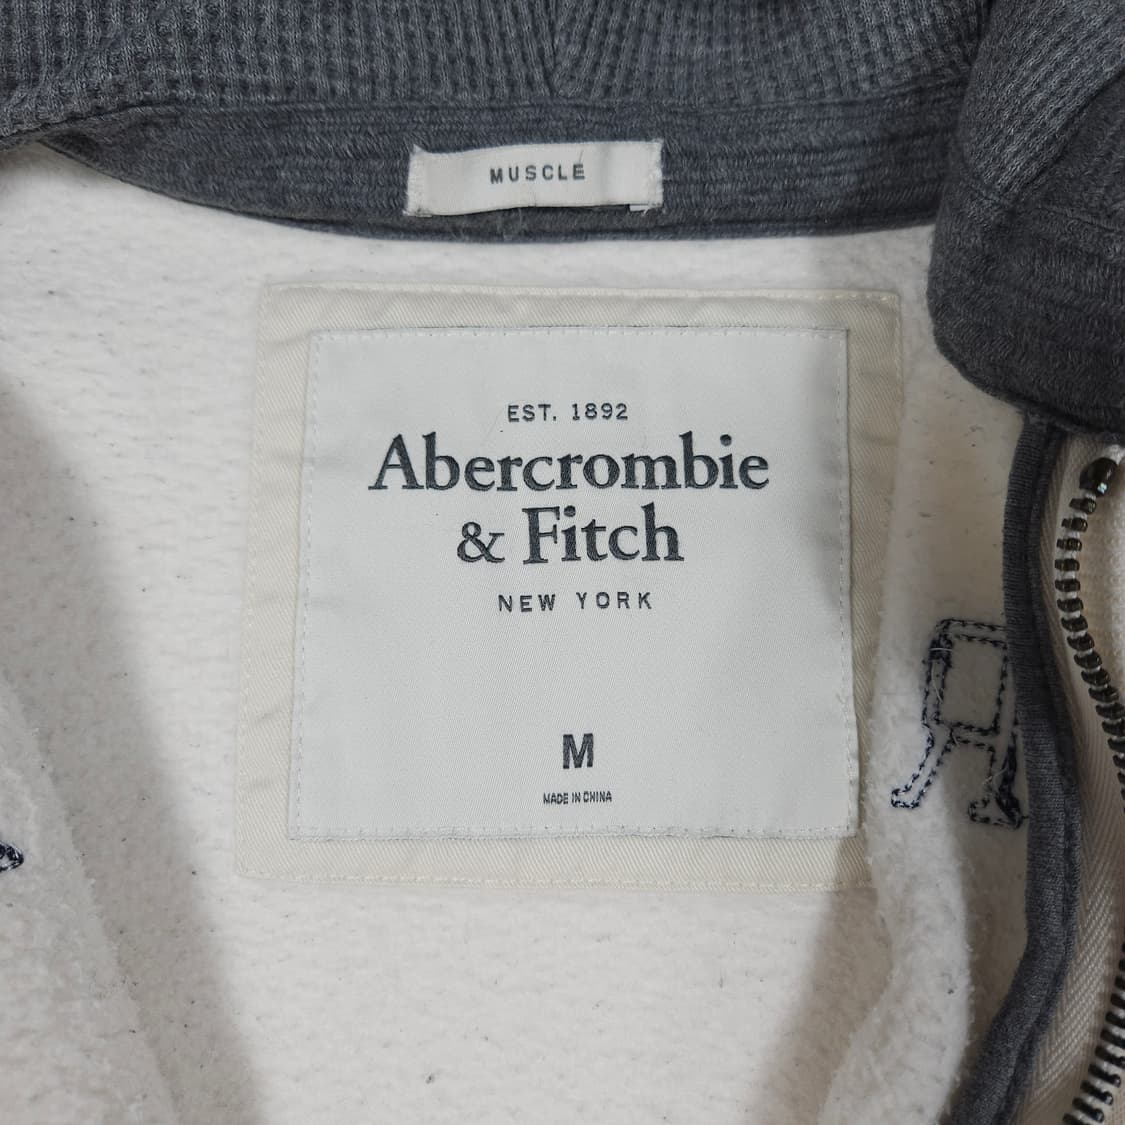 MUSCLE
EST. 1892
Abercrombie
& Fitch
NEW YORK
M
MADE IN CHINA